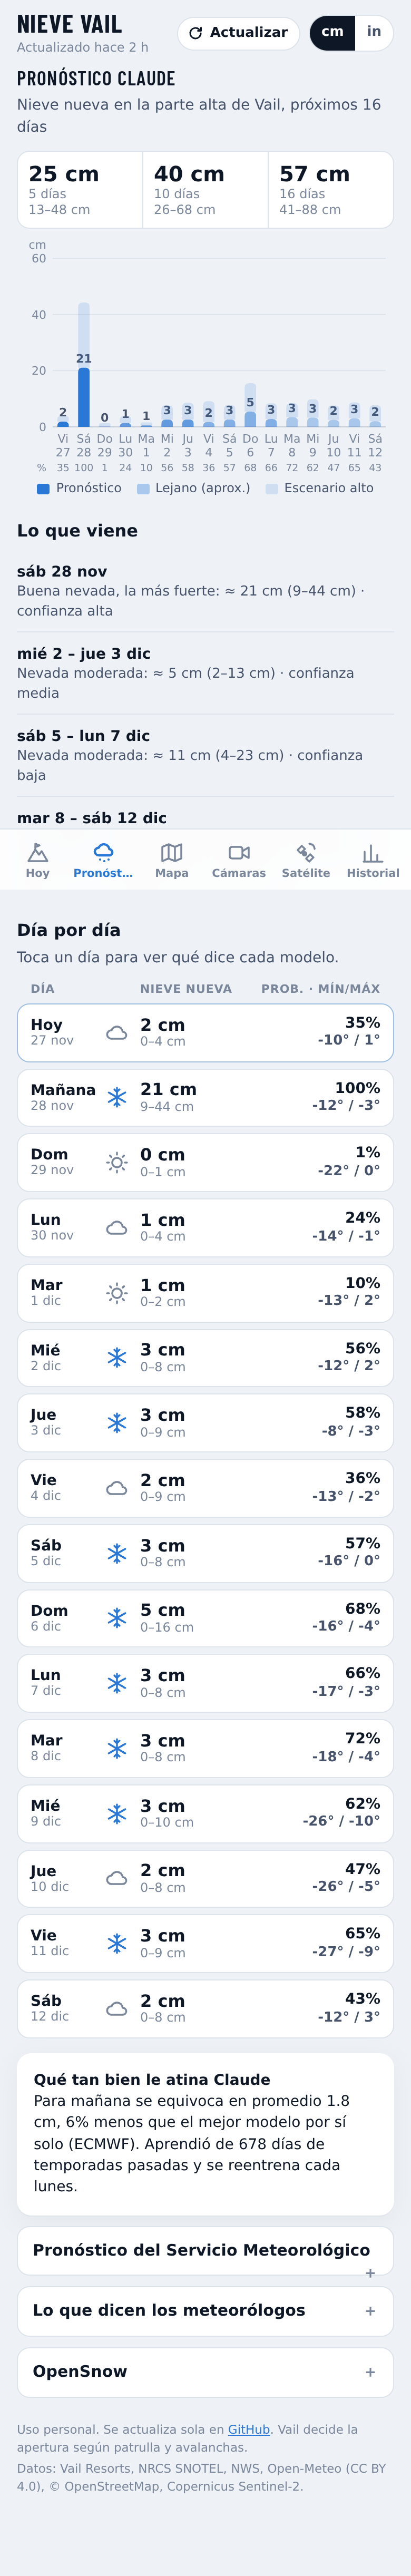 NIEVE VAIL
Actualizado hace 2 h
Actualizar
cm in
PRONÓSTICO CLAUDE
Nieve nueva en la parte alta de Vail, próximos 16
días
25 cm 40 cm 57 cm
5 días 10 días 16 días
13–48 cm 26–68 cm 41–88 cm
cm
60
40
20
0
2 21 0 1 1 3 3 2 3 5 3 3 3 2 3 2
Vi Sá Do Lu Ma Mi Ju Vi Sá Do Lu Ma Mi Ju Vi Sá
27 28 29 30 1 2 3 4 5 6 7 8 9 10 11 12
% 35 100 1 24 10 56 58 36 57 68 66 72 62 47 65 43
Pronóstico Lejano (aprox.) Escenario alto
Lo que viene
sáb 28 nov
Buena nevada, la más fuerte: ≈ 21 cm (9–44 cm) ·
confianza alta
mié 2 – jue 3 dic
Nevada moderada: ≈ 5 cm (2–13 cm) · confianza
media
sáb 5 – lun 7 dic
Nevada moderada: ≈ 11 cm (4–23 cm) · confianza
baja
mar 8 – sáb 12 dic
Hoy Pronóst… Mapa Cámaras Satélite Historial
Día por día
Toca un día para ver qué dice cada modelo.
DÍA NIEVE NUEVA PROB. · MÍN/MÁX
Hoy 2 cm 35%
27 nov 0–4 cm -10° / 1°
Mañana 21 cm 100%
28 nov 9–44 cm -12° / -3°
Dom 0 cm 1%
29 nov 0–1 cm -22° / 0°
Lun 1 cm 24%
30 nov 0–4 cm -14° / -1°
Mar 1 cm 10%
1 dic 0–2 cm -13° / 2°
Mié 3 cm 56%
2 dic 0–8 cm -12° / 2°
Jue 3 cm 58%
3 dic 0–9 cm -8° / -3°
Vie 2 cm 36%
4 dic 0–9 cm -13° / -2°
Sáb 3 cm 57%
5 dic 0–8 cm -16° / 0°
Dom 5 cm 68%
6 dic 0–16 cm -16° / -4°
Lun 3 cm 66%
7 dic 0–8 cm -17° / -3°
Mar 3 cm 72%
8 dic 0–8 cm -18° / -4°
Mié 3 cm 62%
9 dic 0–10 cm -26° / -10°
Jue 2 cm 47%
10 dic 0–8 cm -26° / -5°
Vie 3 cm 65%
11 dic 0–9 cm -27° / -9°
Sáb 2 cm 43%
12 dic 0–8 cm -12° / 3°
Qué tan bien le atina Claude
Para mañana se equivoca en promedio 1.8
cm, 6% menos que el mejor modelo por sí
solo (ECMWF). Aprendió de 678 días de
temporadas pasadas y se reentrena cada
lunes.
Pronóstico del Servicio Meteorológico
+
Lo que dicen los meteorólogos +
OpenSnow +
Uso personal. Se actualiza sola en GitHub. Vail decide la
apertura según patrulla y avalanchas.
Datos: Vail Resorts, NRCS SNOTEL, NWS, Open-Meteo (CC BY
4.0), © OpenStreetMap, Copernicus Sentinel-2.